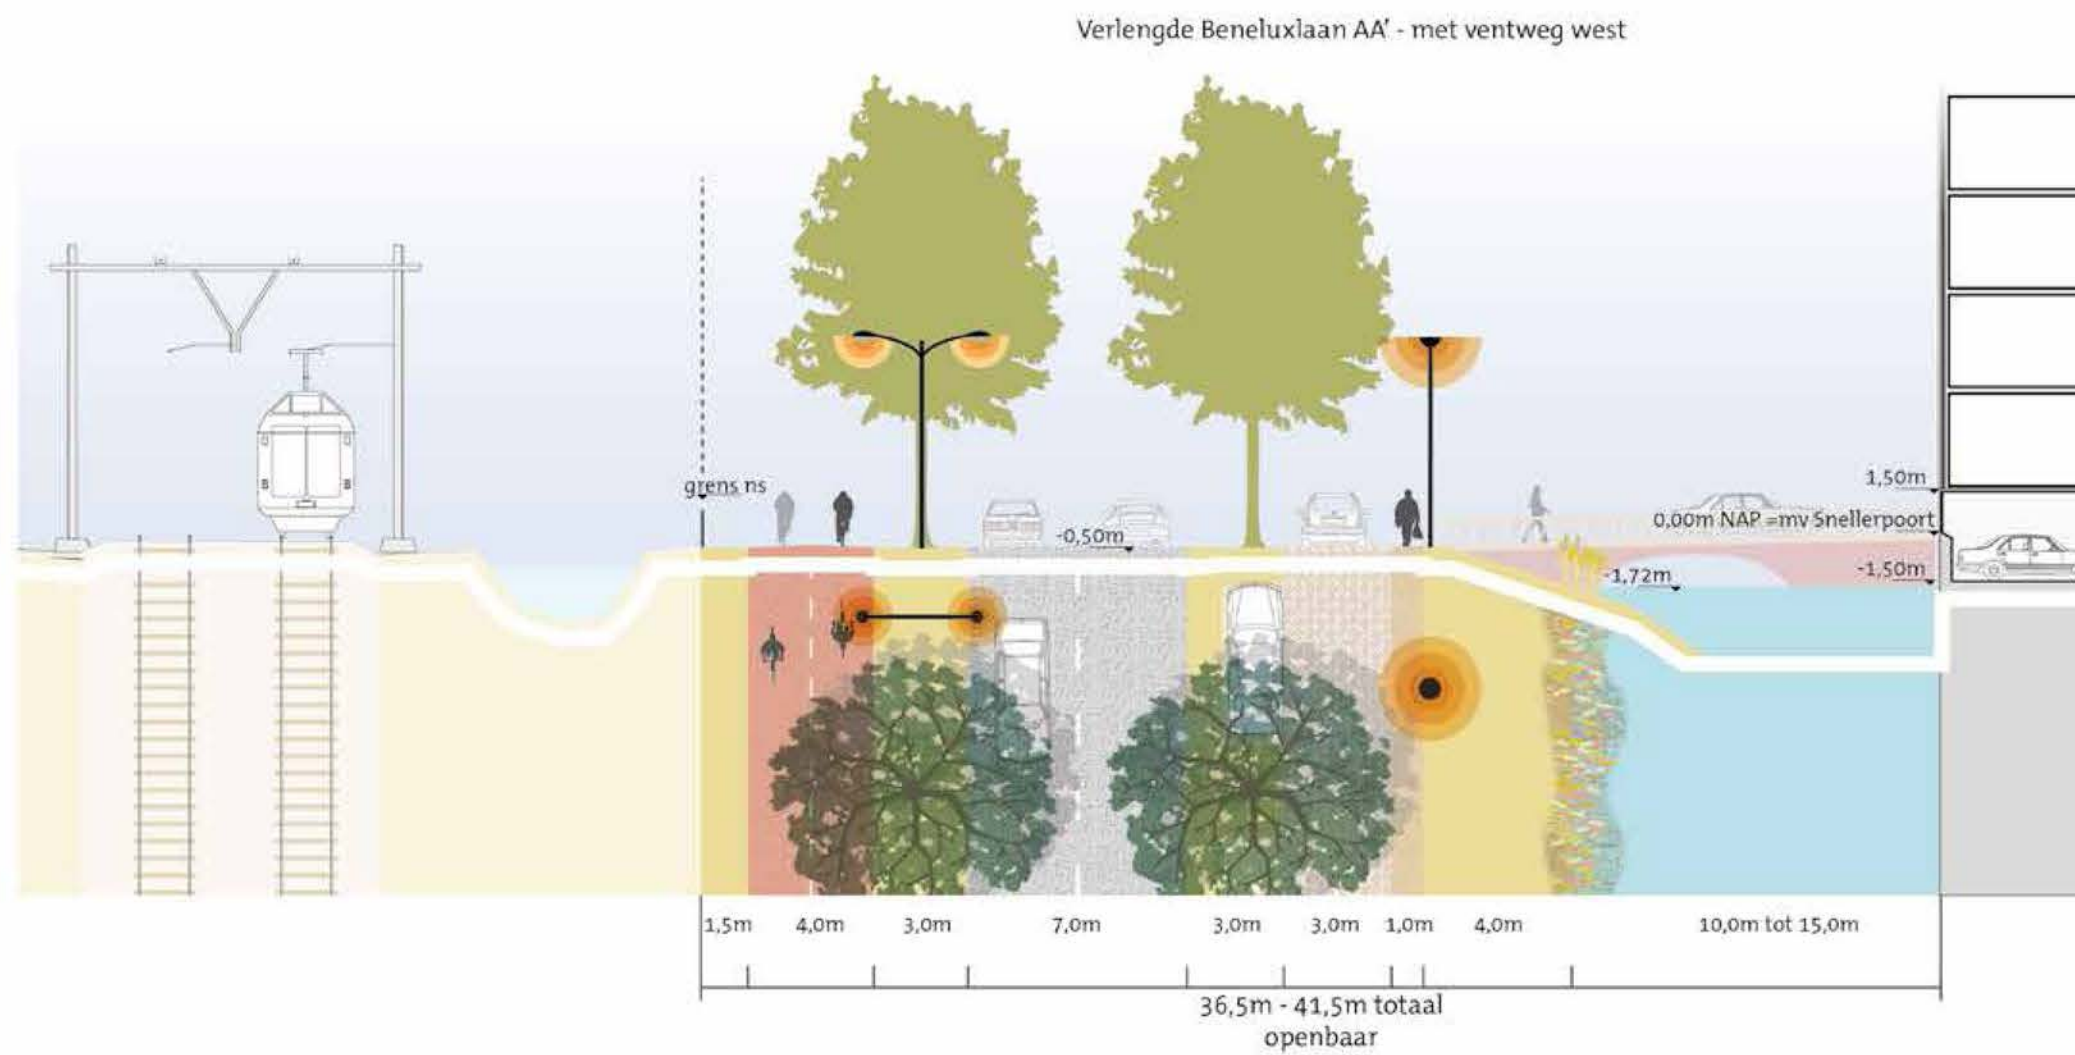 Verlengde Beneluxlaan AA' - met ventweg west
grens ns
1,50m
0,00m NAP =mv Snellerpoort
-0,50m
-1,72m
-1,50m
1,5m 4,0m 3,0m 7,0m 3,0m 3,0m 1,0m 4,0m 10,0m tot 15,0m
36,5m - 41,5m totaal
openbaar